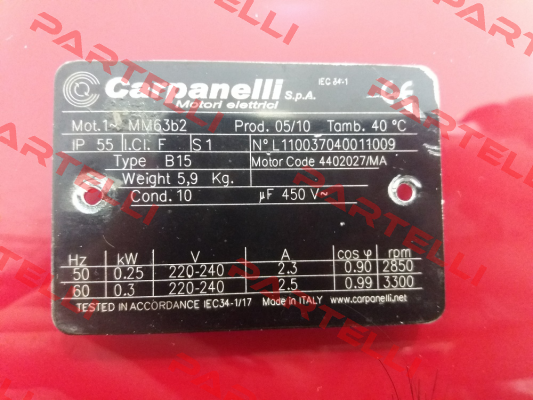 Carpanelli S.p.A. IEC 34-1 CE
Motori elettrici
Mot.1~ MM63b2 Prod. 05/10 Tamb. 40 °C
IP 55 I.Cl. F S1 N° L110037040011009
Type B15 Motor Code 4402027/MA
Weight 5,9 Kg.
Cond. 10 µF 450 V~
Hz kW V A cos φ rpm
50 0.25 220-240 2.3 0.90 2850
60 0.3 220-240 2.5 0.99 3300
TESTED IN ACCORDANCE IEC34-1/17 Made in ITALY www.carpanelli.net
PARTELLI
PARTELLI
PARTELLI
PARTELLI
PARTELLI
PARTELLI